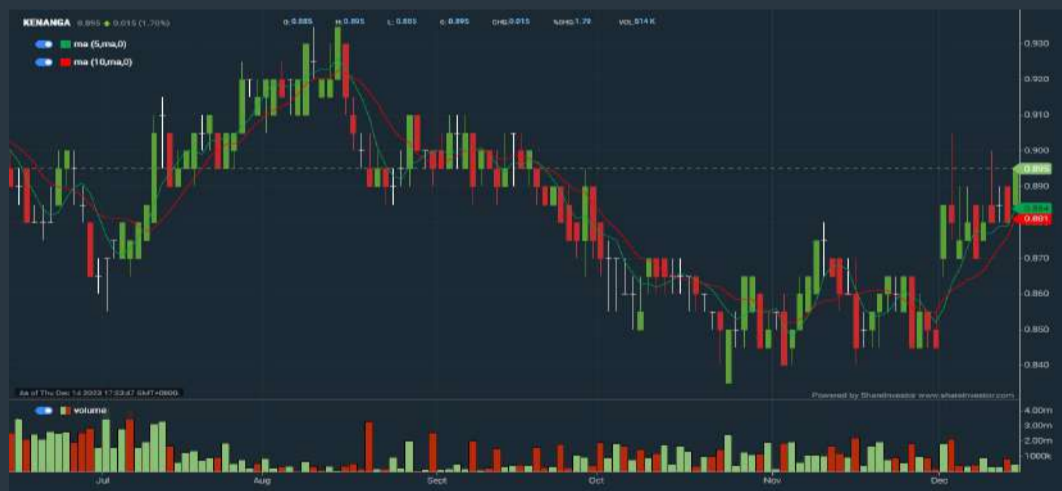 KENANGA 0.895 0.015 (1.70%) O: 0.885 H: 0.895 L: 0.885 C: 0.895 CHG 0.015 %CHG 1.70 VOL 514 K
ma (5,ma,0)
ma (10,ma,0)
0.930
0.920
0.910
0.900
0.895
0.890
0.884
0.881
0.870
0.860
0.850
0.840
As of Thu Dec 14 2023 17:53:47 GMT+0800
Powered by ShareInvestor www.shareinvestor.com
volume
4.00m
3.00m
2.00m
1000k
Jul Aug Sept Oct Nov Dec